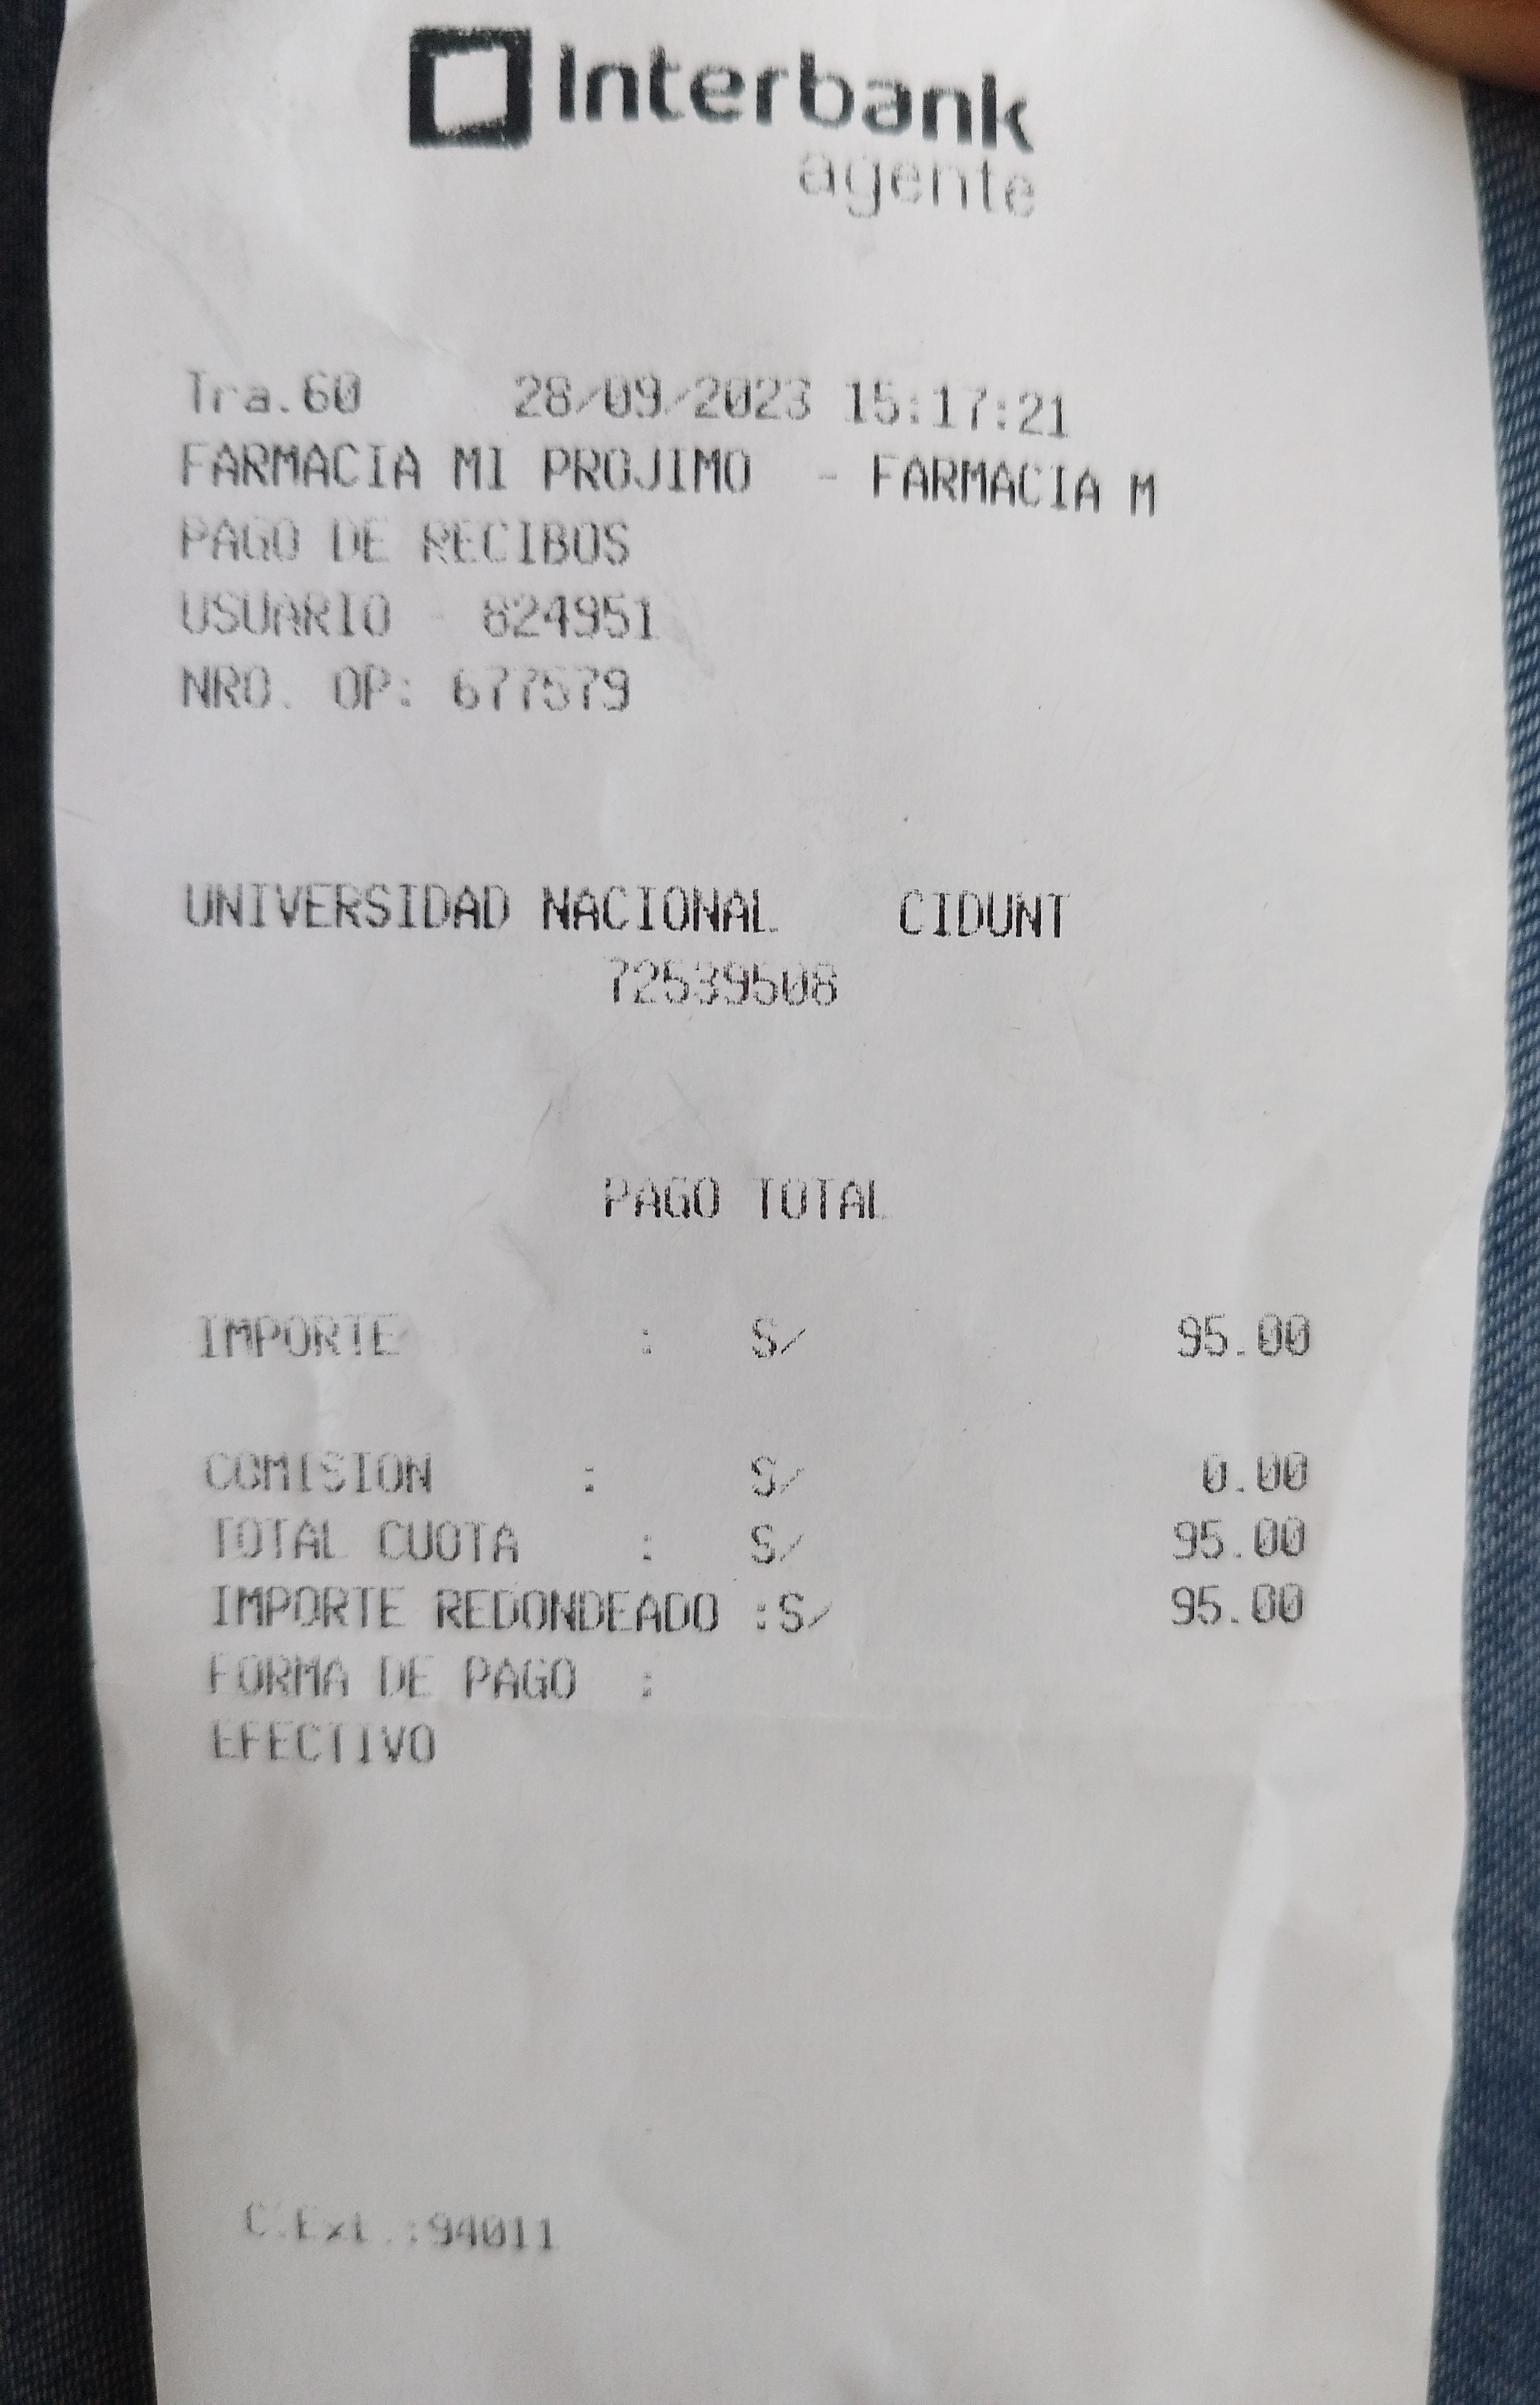 Interbank
agente
Tra.60 28/09/2023 15:17:21
FARMACIA MI PROJIMO - FARMACIA M
PAGO DE RECIBOS
USUARIO - 824951
NRO. OP: 677579
UNIVERSIDAD NACIONAL CIDUNT
72539508
PAGO TOTAL
IMPORTE : S/ 95.00
COMISION : S/ 0.00
TOTAL CUOTA : S/ 95.00
IMPORTE REDONDEADO :S/ 95.00
FORMA DE PAGO :
EFECTIVO
C.Ext.:94011